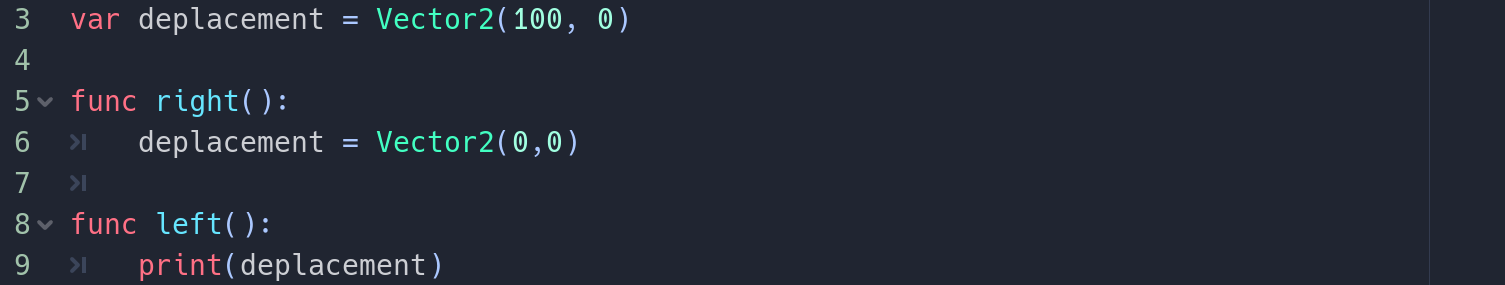 3 var deplacement = Vector2(100, 0)
4
5 func right():
6 deplacement = Vector2(0,0)
7
8 func left():
9 print(deplacement)